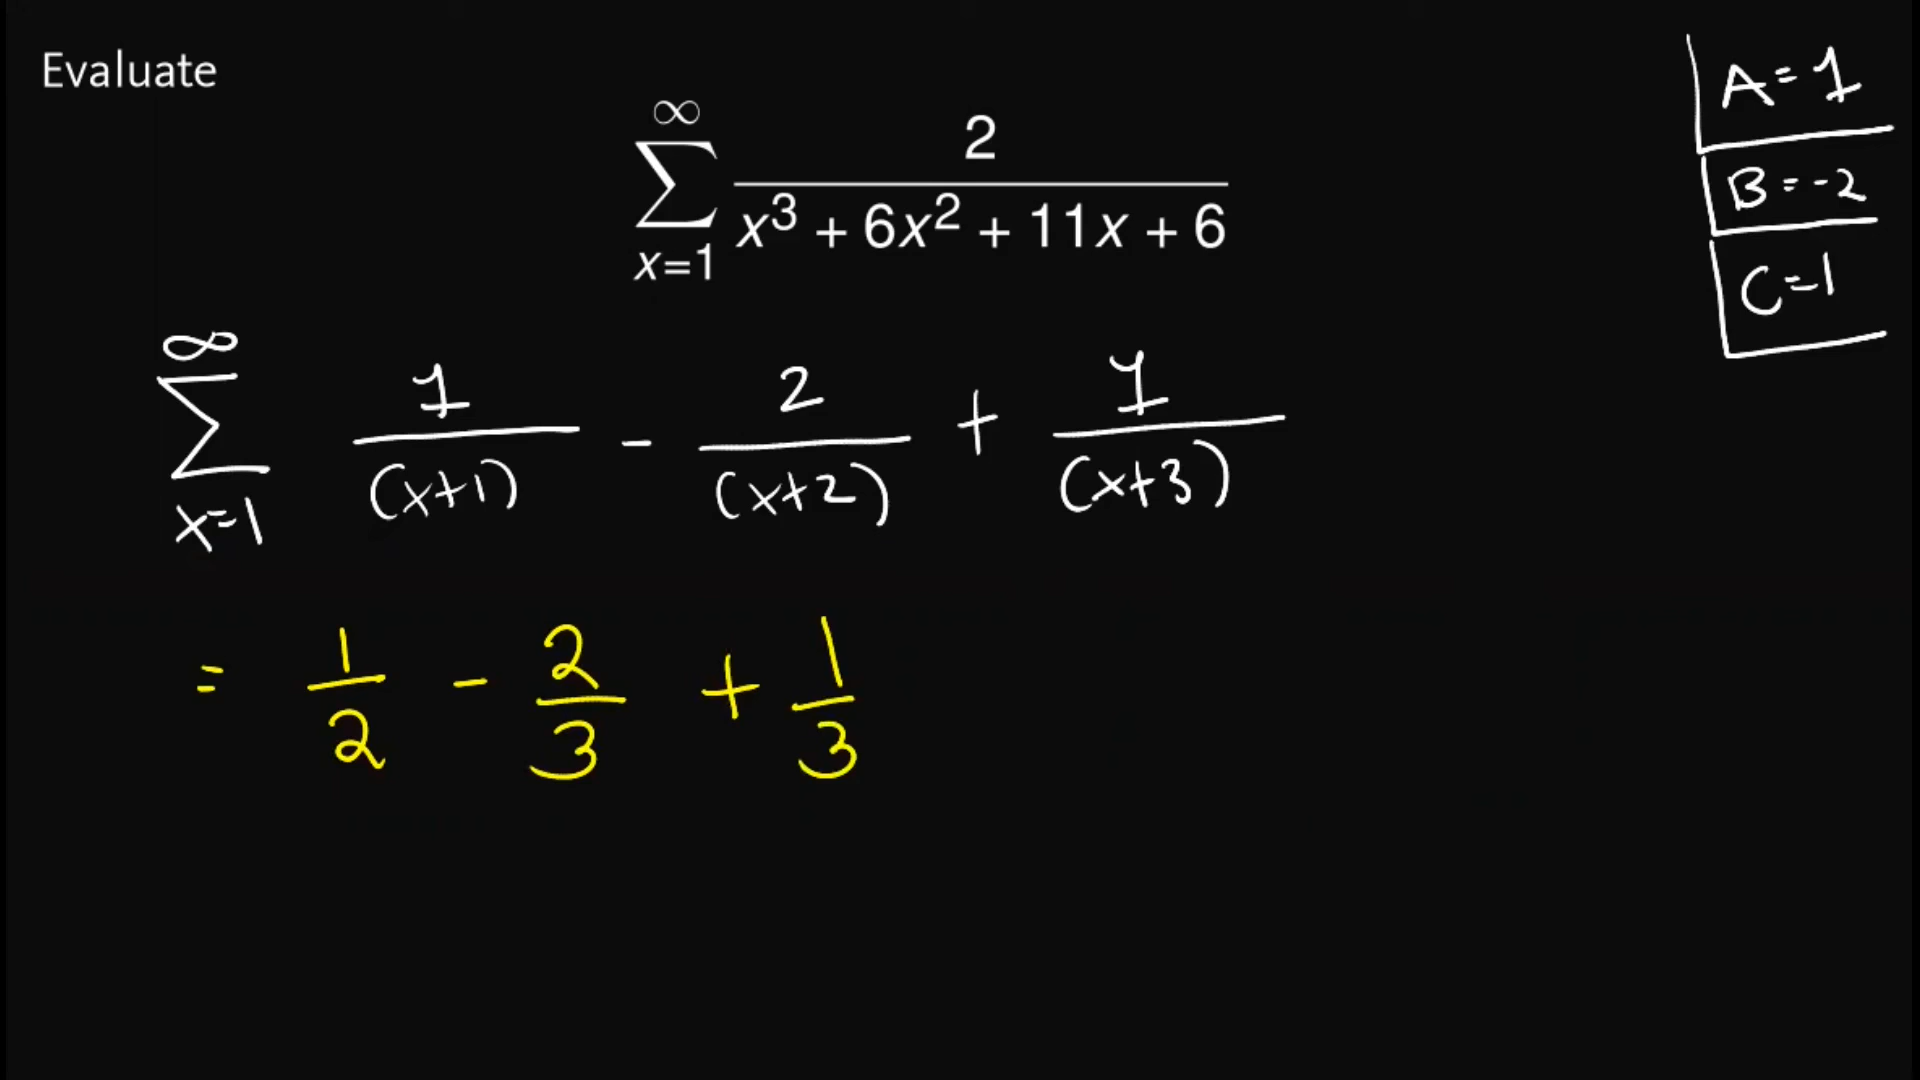 Evaluate
∑_{x=1}^{∞} 2/(x³ + 6x² + 11x + 6)
A = 1
B = -2
C = 1
∑_{x=1}^{∞} 1/(x+1) - 2/(x+2) + 1/(x+3)
= 1/2 - 2/3 + 1/3